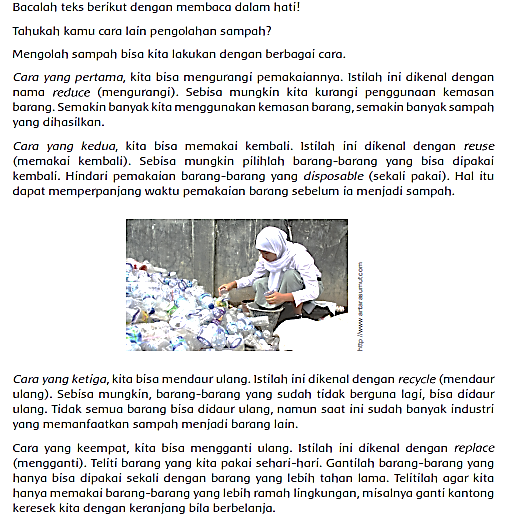 Bacalah teks berikut dengan membaca dalam hati!
Tahukah kamu cara lain pengolahan sampah?
Mengolah sampah bisa kita lakukan dengan berbagai cara.
Cara yang pertama, kita bisa mengurangi pemakaiannya. Istilah ini dikenal dengan
nama reduce (mengurangi). Sebisa mungkin kita kurangi penggunaan kemasan
barang. Semakin banyak kita menggunakan kemasan barang, semakin banyak sampah
yang dihasilkan.
Cara yang kedua, kita bisa memakai kembali. Istilah ini dikenal dengan reuse
(memakai kembali). Sebisa mungkin pilihlah barang-barang yang bisa dipakai
kembali. Hindari pemakaian barang-barang yang disposable (sekali pakai). Hal itu
dapat memperpanjang waktu pemakaian barang sebelum ia menjadi sampah.
Cara yang ketiga, kita bisa mendaur ulang. Istilah ini dikenal dengan recycle (mendaur
ulang). Sebisa mungkin, barang-barang yang sudah tidak berguna lagi, bisa didaur
ulang. Tidak semua barang bisa didaur ulang, namun saat ini sudah banyak industri
yang memanfaatkan sampah menjadi barang lain.
Cara yang keempat, kita bisa mengganti ulang. Istilah ini dikenal dengan replace
(mengganti). Teliti barang yang kita pakai sehari-hari. Gantilah barang-barang yang
hanya bisa dipakai sekali dengan barang yang lebih tahan lama. Telitilah agar kita
hanya memakai barang-barang yang lebih ramah lingkungan, misalnya ganti kantong
keresek kita dengan keranjang bila berbelanja.